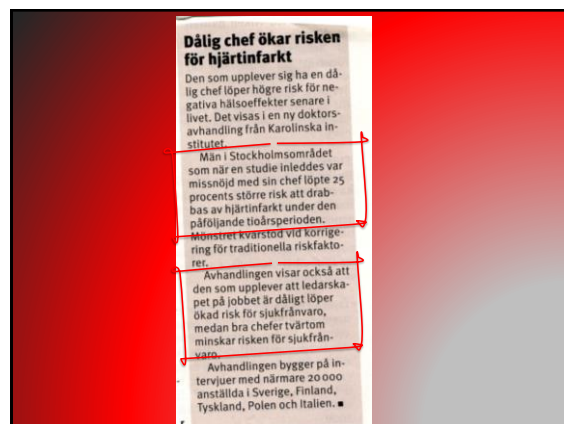 Dålig chef ökar risken
för hjärtinfarkt
Den som upplever sig ha en då-
lig chef löper högre risk för ne-
gativa hälsoeffekter senare i
livet. Det visas i en ny doktors-
avhandling från Karolinska in-
stitutet.
Män i Stockholmsområdet
som när en studie inleddes var
missnöjd med sin chef löpte 25
procents större risk att drab-
bas av hjärtinfarkt under den
påföljande tioårsperioden.
Mönstret kvarstod vid korrige-
ring för traditionella riskfakto-
rer.
Avhandlingen visar också att
den som upplever att ledarska-
pet på jobbet är dåligt löper
ökad risk för sjukfrånvaro,
medan bra chefer tvärtom
minskar risken för sjukfrån-
varo.
Avhandlingen bygger på in-
tervjuer med närmare 20 000
anställda i Sverige, Finland,
Tyskland, Polen och Italien. ■